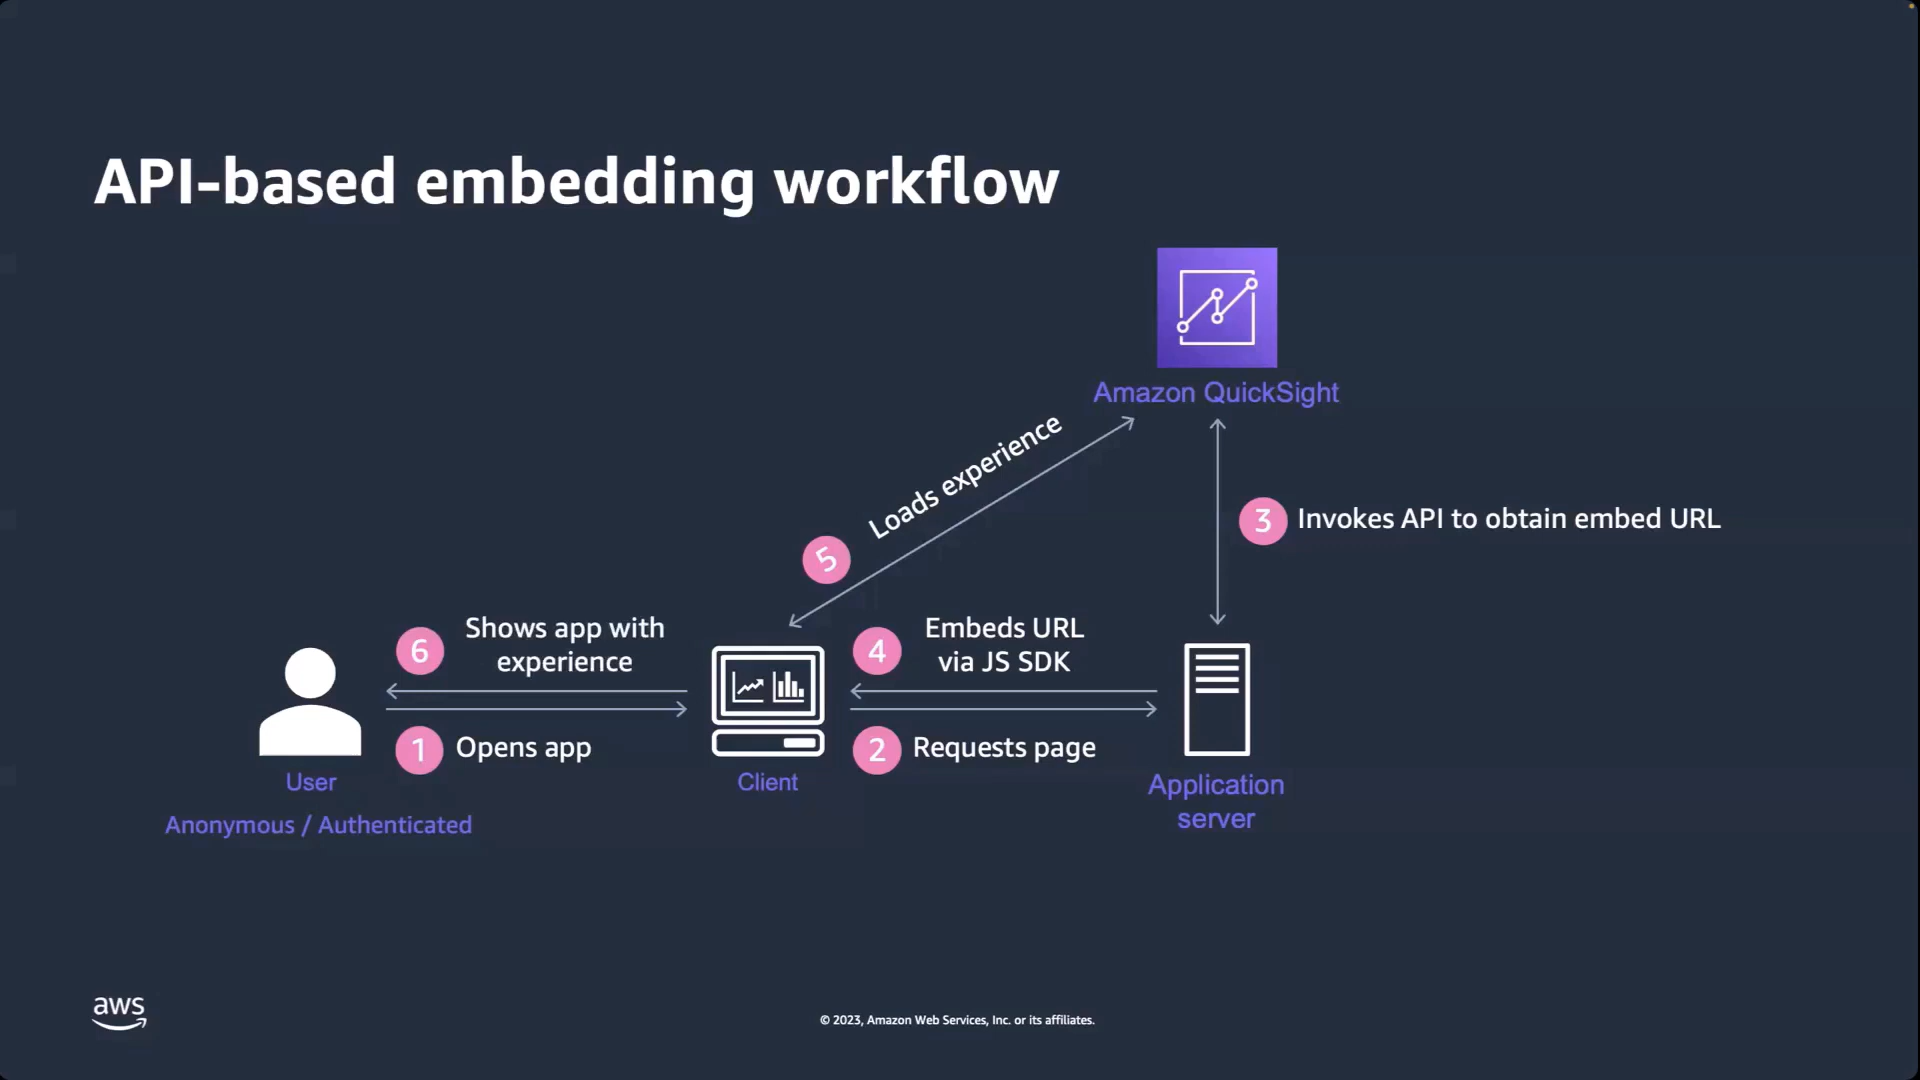 API-based embedding workflow
Amazon QuickSight
Loads experience
5
3 Invokes API to obtain embed URL
6 Shows app with
experience
4 Embeds URL
via JS SDK
1 Opens app
2 Requests page
User
Anonymous / Authenticated
Client
Application
server
aws
© 2023, Amazon Web Services, Inc. or its affiliates.